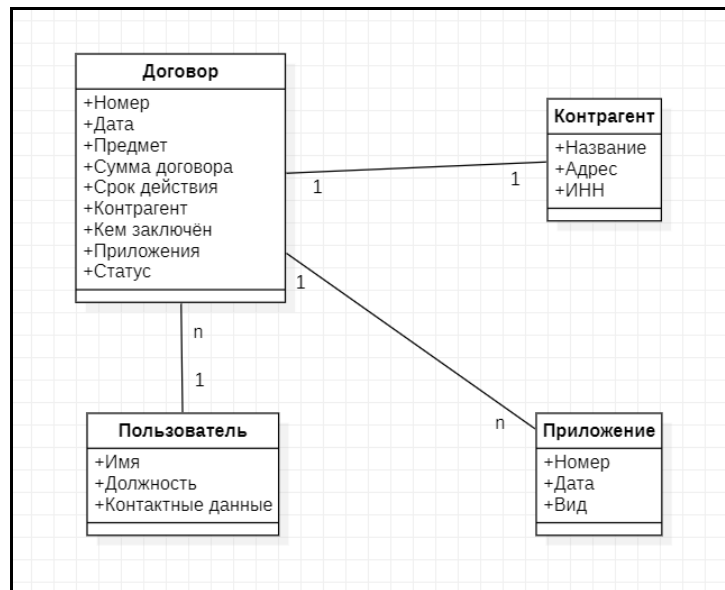 Договор
+Номер
+Дата
+Предмет
+Сумма договора
+Срок действия
+Контрагент
+Кем заключён
+Приложения
+Статус
Контрагент
+Название
+Адрес
+ИНН
1
1
1
n
n
1
Пользователь
+Имя
+Должность
+Контактные данные
Приложение
+Номер
+Дата
+Вид